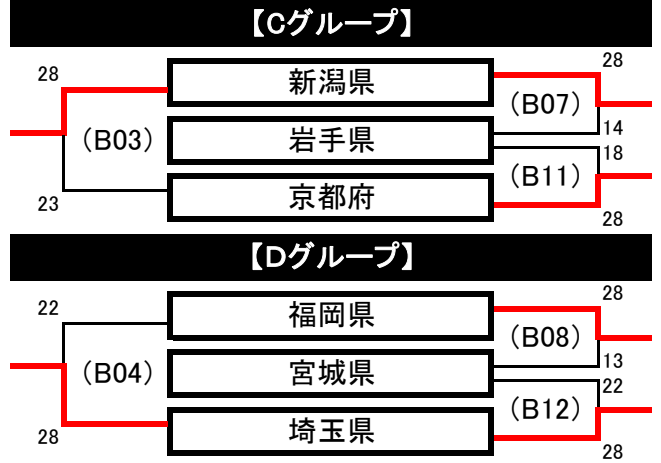 【Cグループ】
28 新潟県 28
（B07）
（B03） 岩手県 14
18
（B11）
23 京都府 28
【Dグループ】
22 福岡県 28
（B08）
（B04） 宮城県 13
22
（B12）
28 埼玉県 28